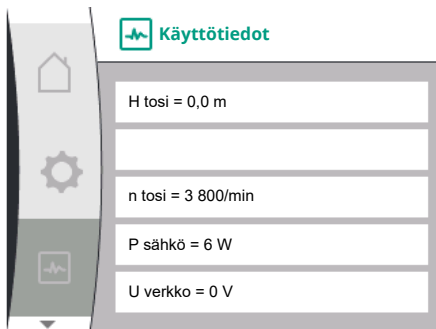 Käyttötiedot
H tosi = 0,0 m
n tosi = 3 800/min
P sähkö = 6 W
U verkko = 0 V